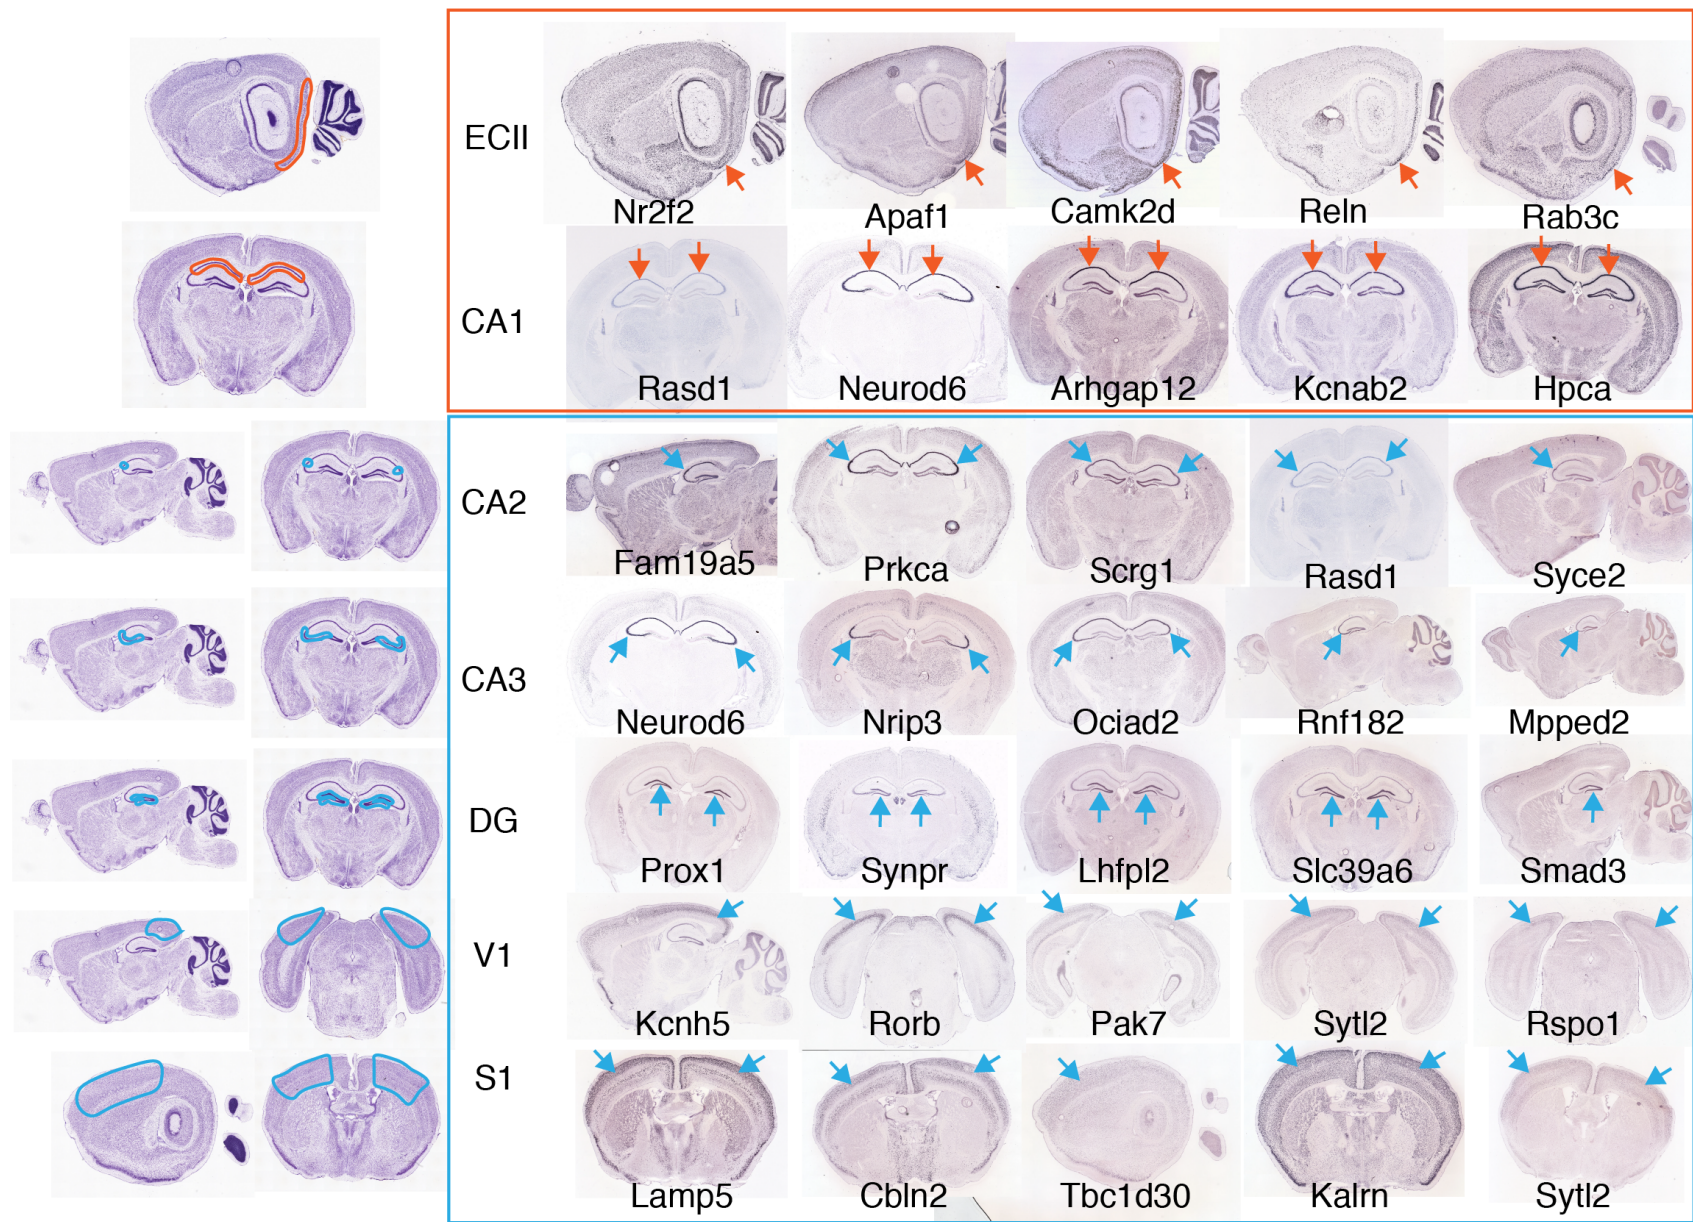 ECII
Nr2f2 Apaf1 Camk2d Reln Rab3c
CA1
Rasd1 Neurod6 Arhgap12 Kcnab2 Hpca
CA2
Fam19a5 Prkca Scrg1 Rasd1 Syce2
CA3
Neurod6 Nrip3 Ociad2 Rnf182 Mpped2
DG
Prox1 Synpr Lhfpl2 Slc39a6 Smad3
V1
Kcnh5 Rorb Pak7 Sytl2 Rspo1
S1
Lamp5 Cbln2 Tbc1d30 Kalrn Sytl2